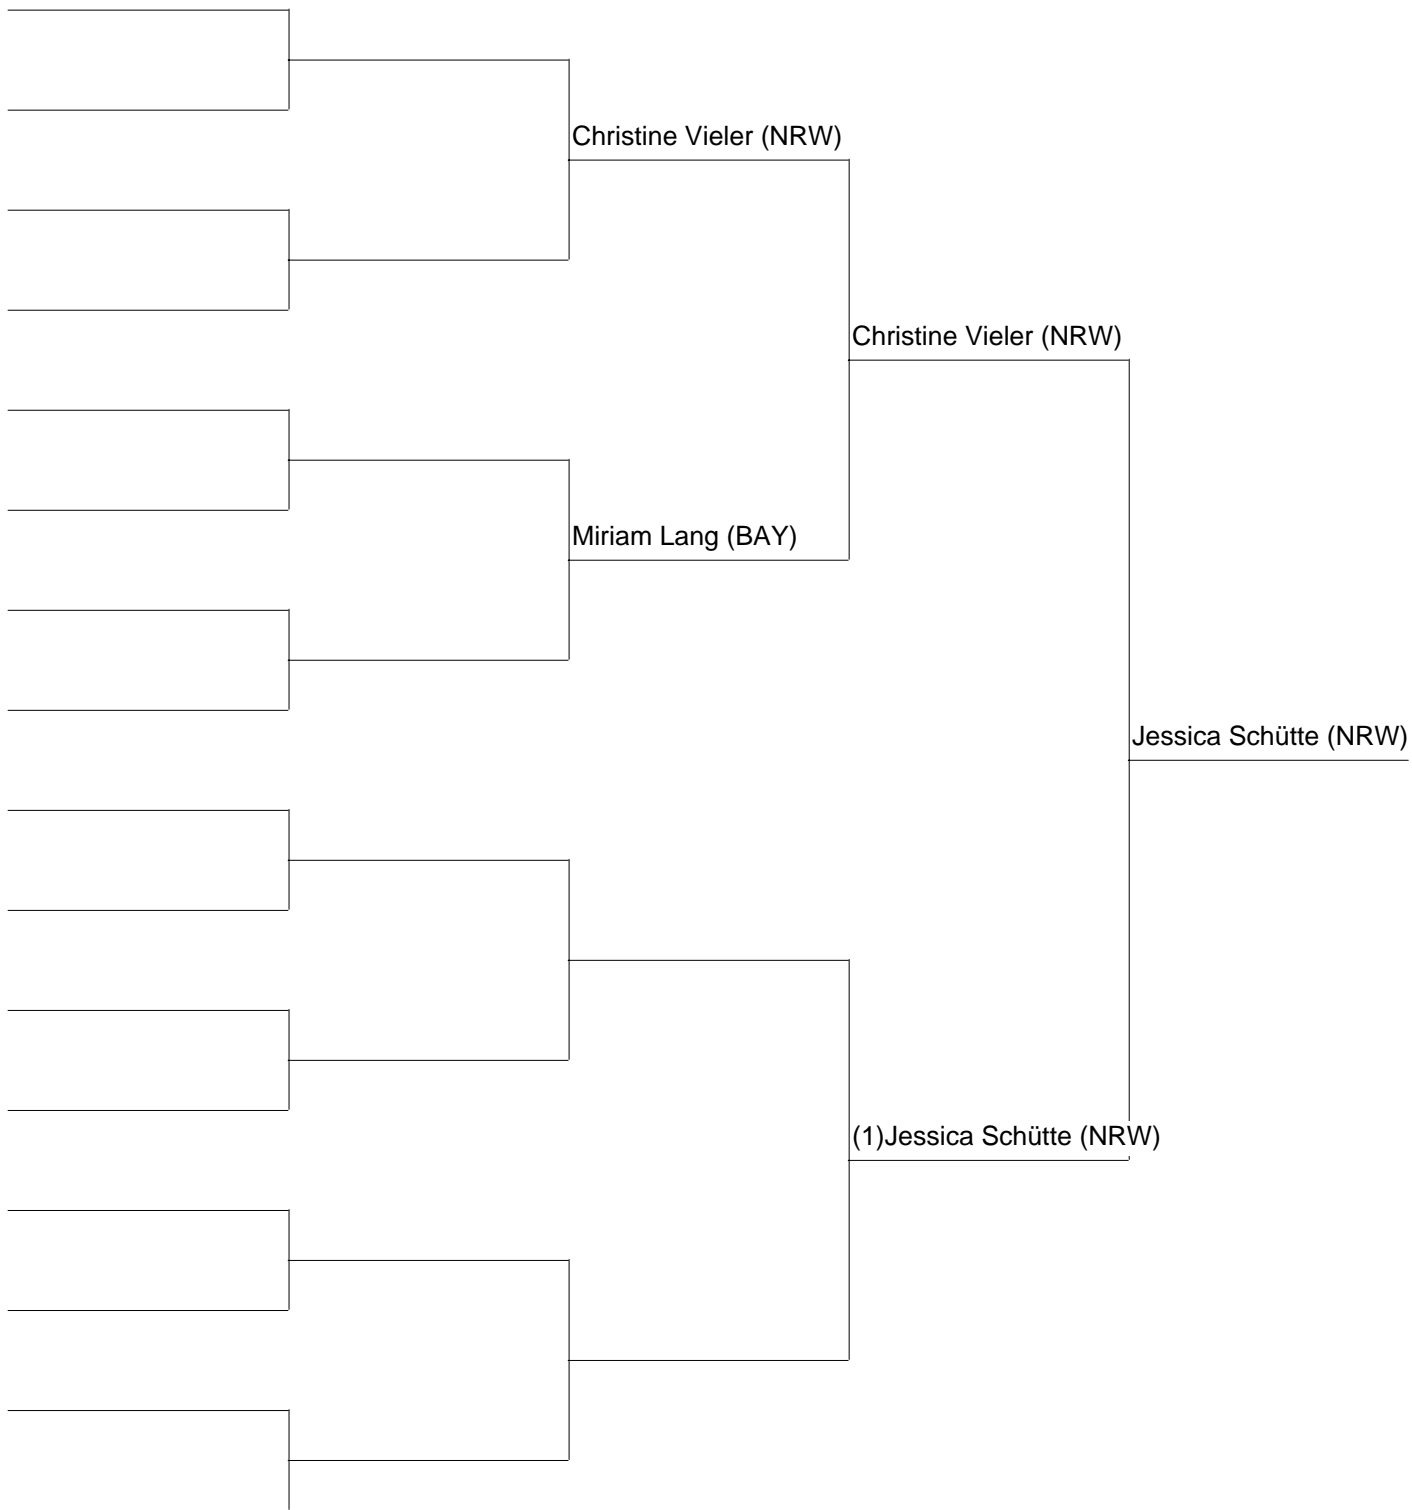 Christine Vieler (NRW)
Christine Vieler (NRW)
Miriam Lang (BAY)
Jessica Schütte (NRW)
(1)Jessica Schütte (NRW)